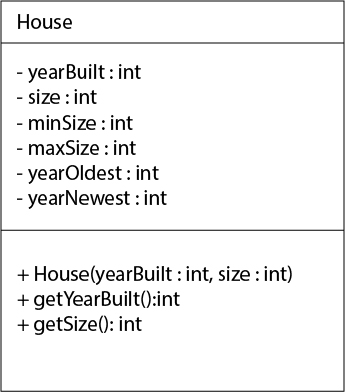 House
- yearBuilt : int
- size : int
- minSize : int
- maxSize : int
- yearOldest : int
- yearNewest : int
+ House(yearBuilt : int, size : int)
+ getYearBuilt():int
+ getSize(): int